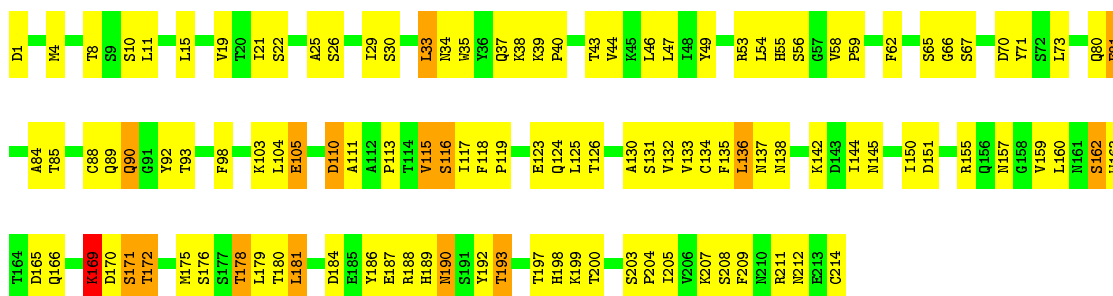 D1 M4 T8 S9 S10 L11 L15 V19 T20 I21 S22 A25 S26 I29 S30 L33 N34 W35 Y36 Q37 K38 K39 P40 T43 V44 K45 L46 L47 I48 Y49 R53 L54 H55 S56 G57 V58 P59 F62 S65 G66 S67 D70 Y71 S72 L73 Q80
A84 T85 C88 Q89 Q90 G91 Y92 T93 F98 K103 L104 E105 D110 A111 A112 P113 T114 V115 S116 I117 F118 P119 E123 Q124 L125 T126 A130 S131 V132 V133 C134 F135 L136 N137 N138 K142 D143 I144 N145 I150 D151 R155 Q156 N157 G158 V159 L160 N161 S162
T164 D165 Q166 K169 D170 S171 T172 M175 S176 S177 T178 L179 T180 L181 D184 E185 Y186 E187 R188 H189 N190 S191 Y192 T193 T197 H198 K199 T200 S203 P204 I205 V206 K207 S208 F209 N210 R211 N212 E213 C214